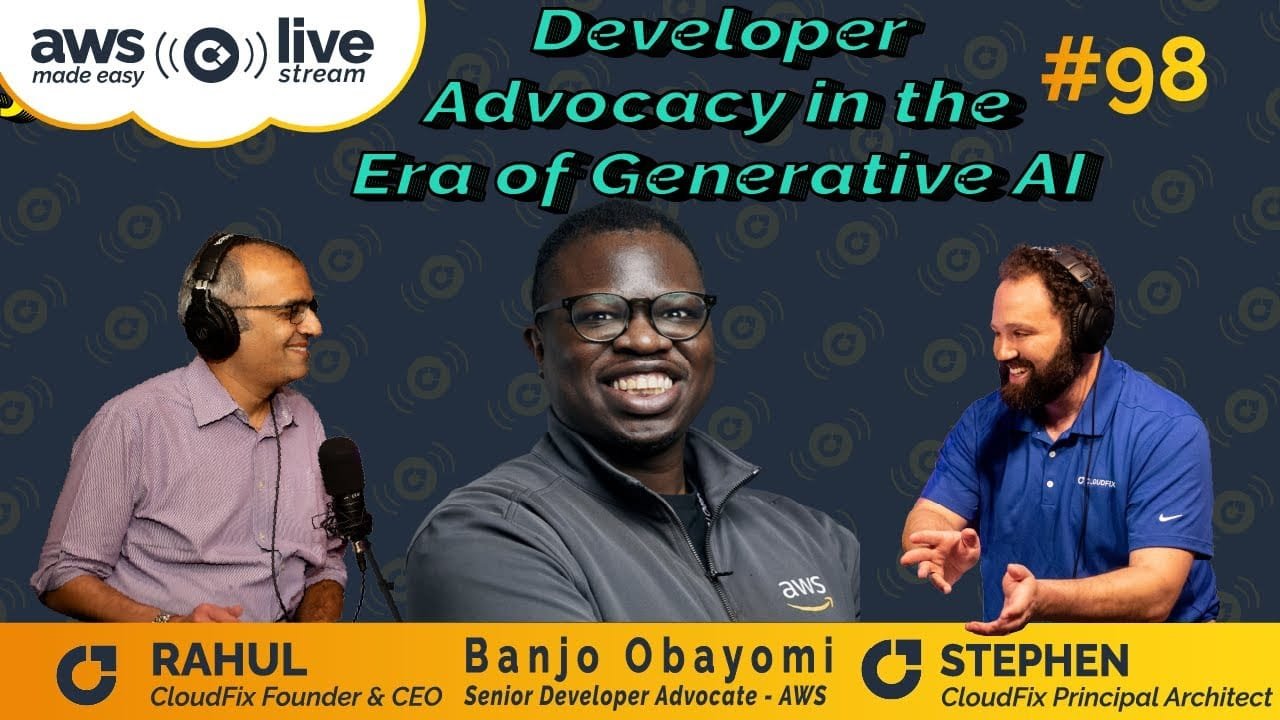 aws live
made easy stream
Developer
Advocacy in the
Era of Generative AI
#98
CLOUDFIX
aws
RAHUL
CloudFix Founder & CEO
Banjo Obayomi
Senior Developer Advocate - AWS
STEPHEN
CloudFix Principal Architect